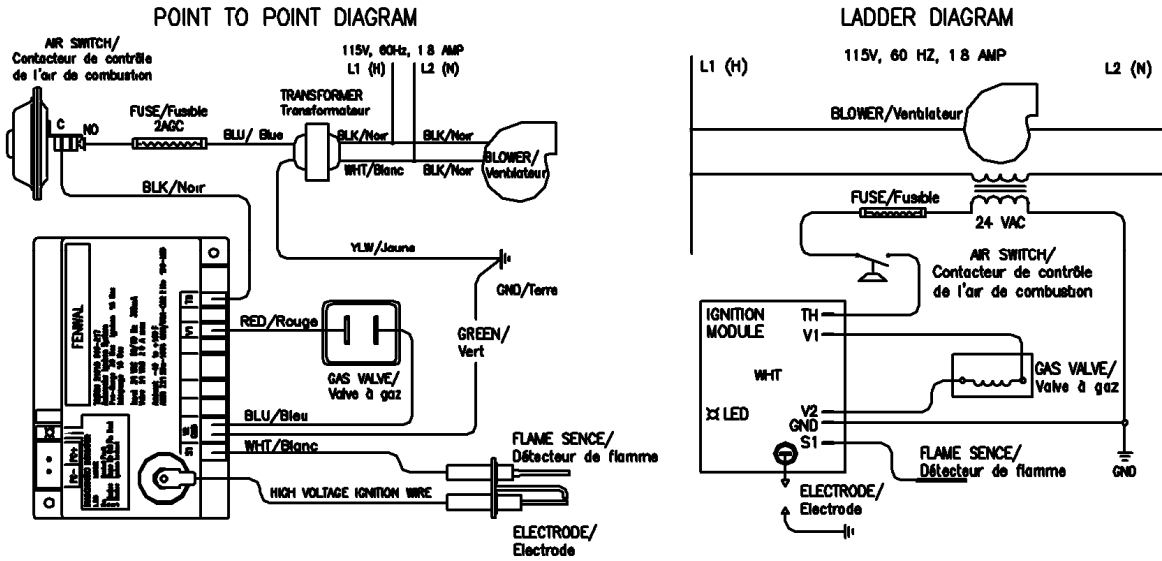 POINT TO POINT DIAGRAM
AIR SWITCH/
Contacteur de contrôle
de l'air de combustion
115V, 60Hz, 1 8 AMP
L1 (H)
L2 (N)
TRANSFORMER
Transformateur
FUSE/Fusible
2AGC
C
NO
BLU/ Blue
BLK/Noir
BLK/Noir
WHT/Blanc
BLK/Noir
BLOWER/
Ventilateur
BLK/Noir
YLW/Jaune
GND/Terre
FENWAL
TH
V1
RED/Rouge
GREEN/
Vert
GAS VALVE/
Valve à gaz
BLU/Bleu
V2
GND
S1
WHT/Blanc
FLAME SENCE/
Détecteur de flamme
HIGH VOLTAGE IGNITION WIRE
ELECTRODE/
Electrode
LADDER DIAGRAM
L1 (H)
115V, 60 HZ, 1 8 AMP
L2 (N)
BLOWER/Ventilateur
FUSE/Fusible
24 VAC
AIR SWITCH/
Contacteur de contrôle
de l'air de combustion
IGNITION
MODULE
TH
V1
WHT
GAS VALVE/
Valve à gaz
LED
V2
GND
S1
FLAME SENCE/
Détecteur de flamme
GND
ELECTRODE/
Electrode